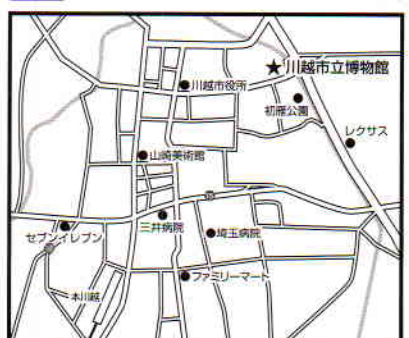 ★川越市立博物館
●川越市役所
初雁公園
レクサス
●山崎美術館
三井病院
セブンイレブン
●埼玉病院
●ファミリーマート
本川越